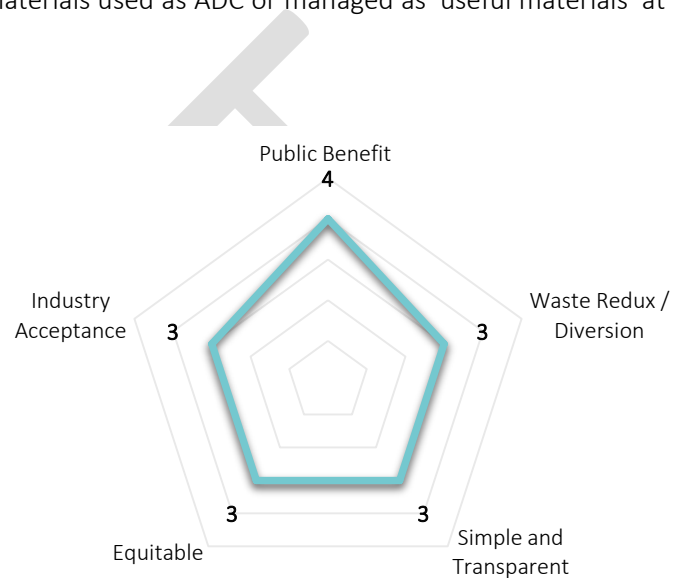 materials used as ADC or managed as 'useful materials' at
Public Benefit
4
Industry
Acceptance
3
3
Waste Redux /
Diversion
3
3
Equitable
Simple and
Transparent